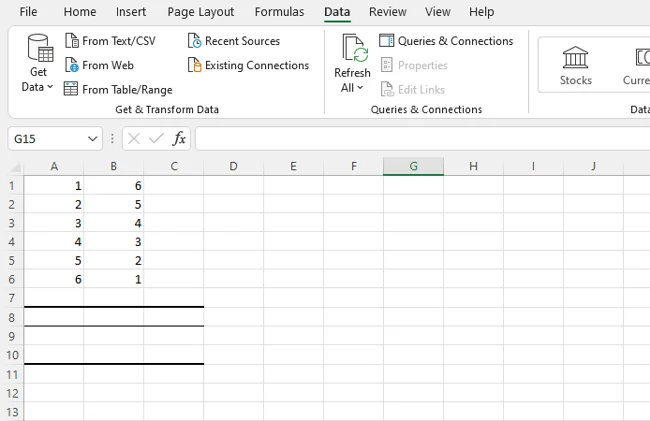 File Home Insert Page Layout Formulas Data Review View Help
Get Data
From Text/CSV
From Web
From Table/Range
Recent Sources
Existing Connections
Get & Transform Data
Refresh All
Queries & Connections
Properties
Edit Links
Queries & Connections
Stocks
Curre
Data
G15 fx
A B C D E F G H I J
1 1 6
2 2 5
3 3 4
4 4 3
5 5 2
6 6 1
7
8
9
10
11
12
13